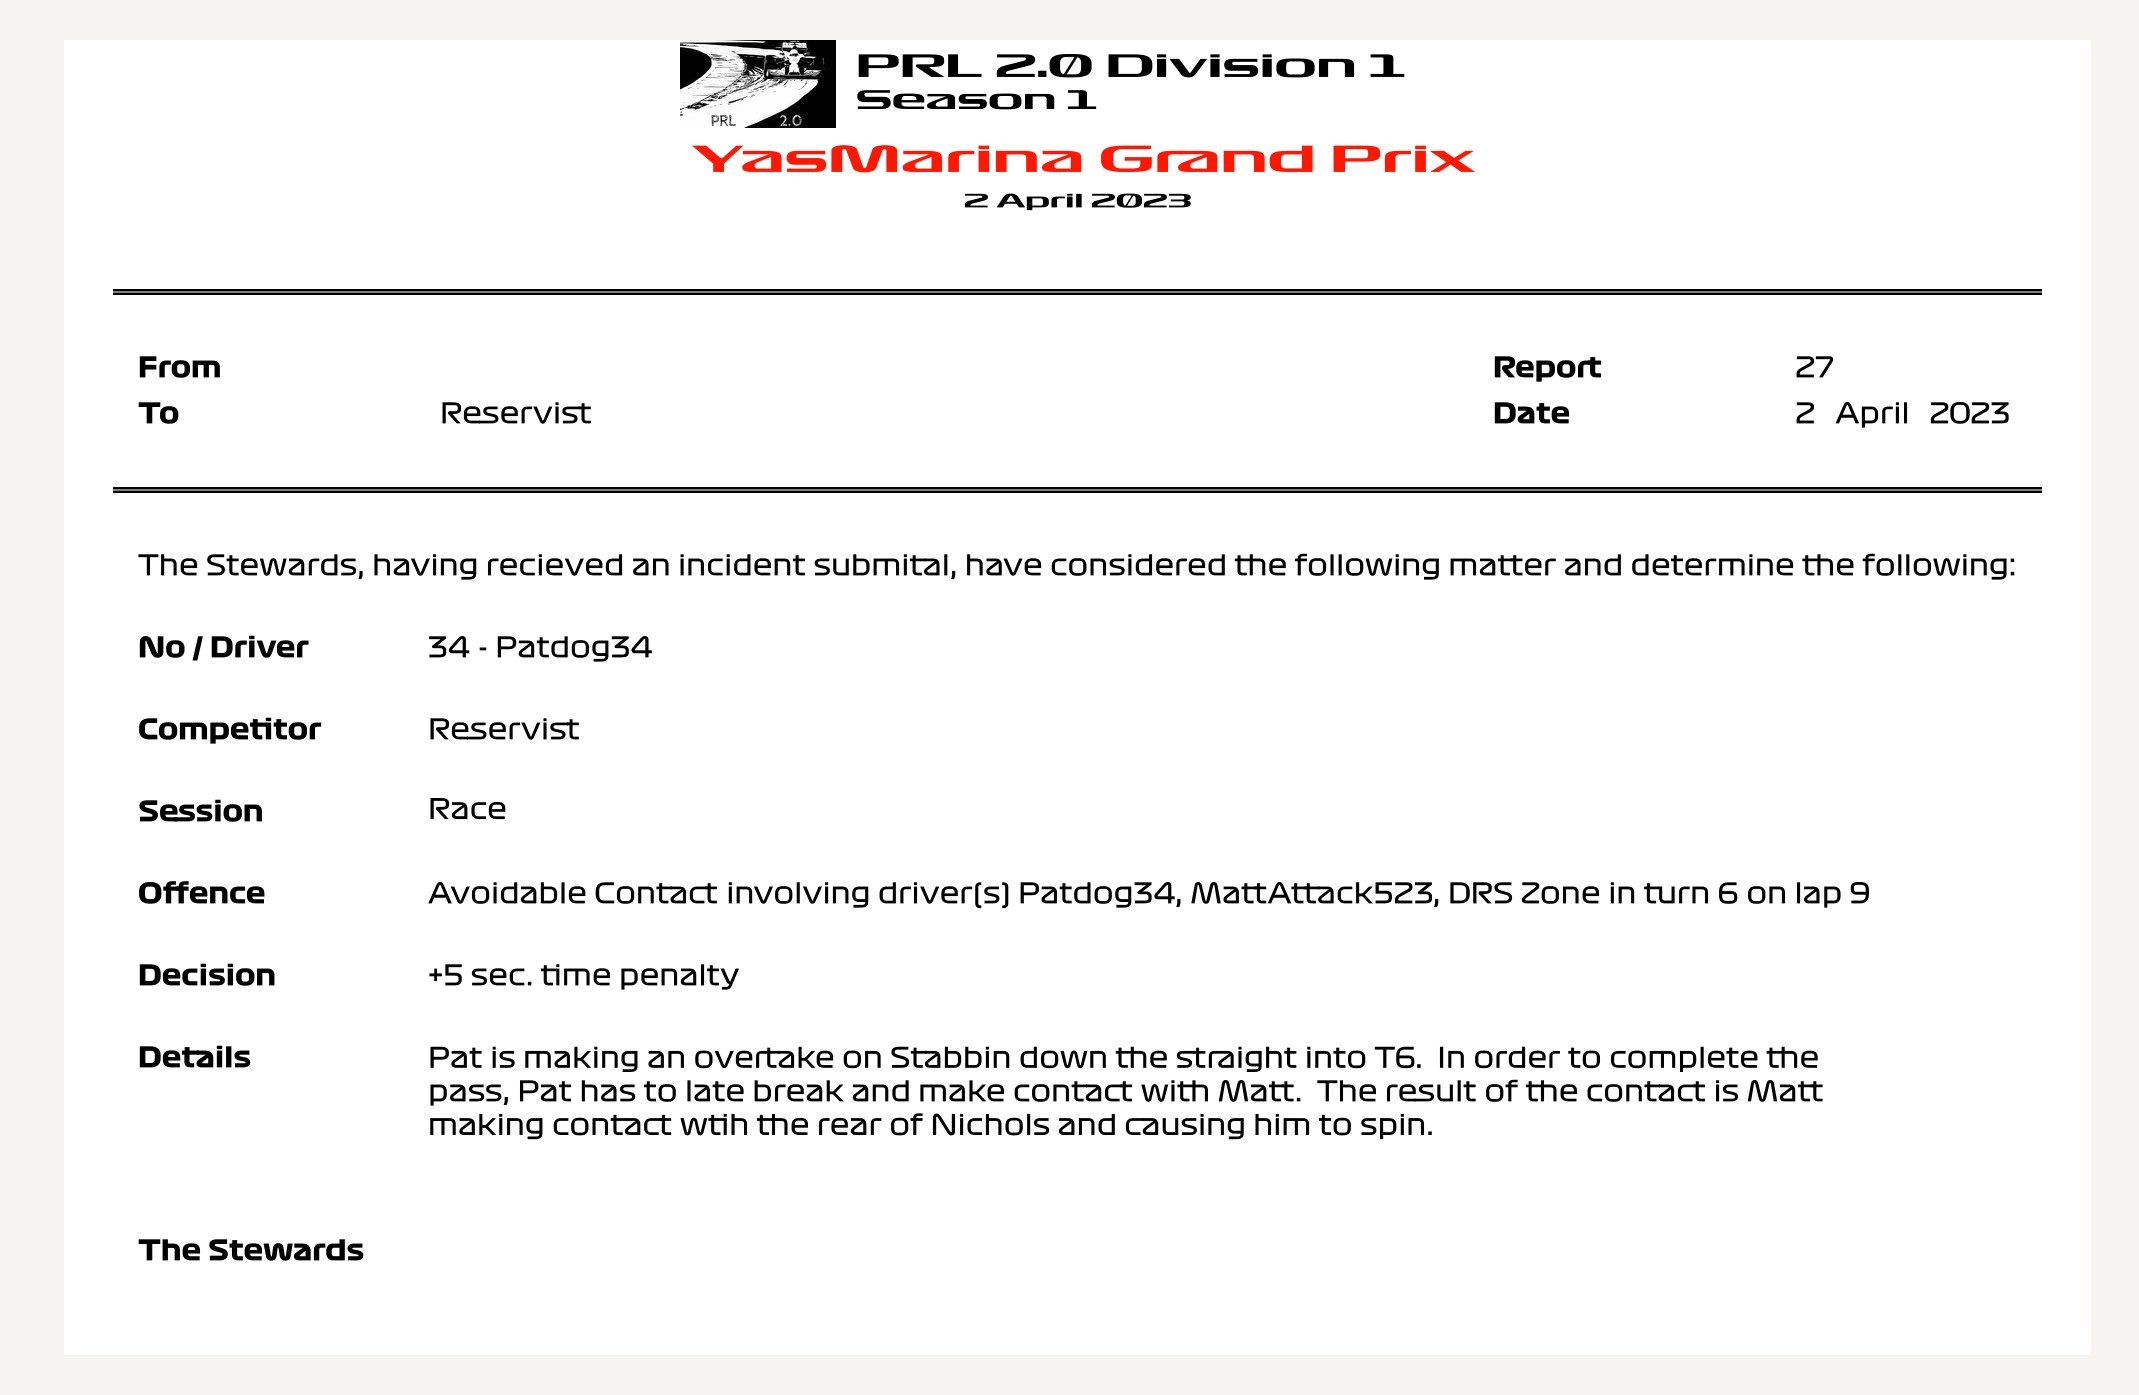 PRL 2.0
PRL 2.0 Division 1
Season 1
YasMarina Grand Prix
2 April 2023
From
Report 27
To Reservist
Date 2 April 2023
The Stewards, having recieved an incident submital, have considered the following matter and determine the following:
No / Driver 34 - Patdog34
Competitor Reservist
Session Race
Offence Avoidable Contact involving driver(s) Patdog34, MattAttack523, DRS Zone in turn 6 on lap 9
Decision +5 sec. time penalty
Details Pat is making an overtake on Stabbin down the straight into T6.  In order to complete the
pass, Pat has to late break and make contact with Matt.  The result of the contact is Matt
making contact wtih the rear of Nichols and causing him to spin.
The Stewards